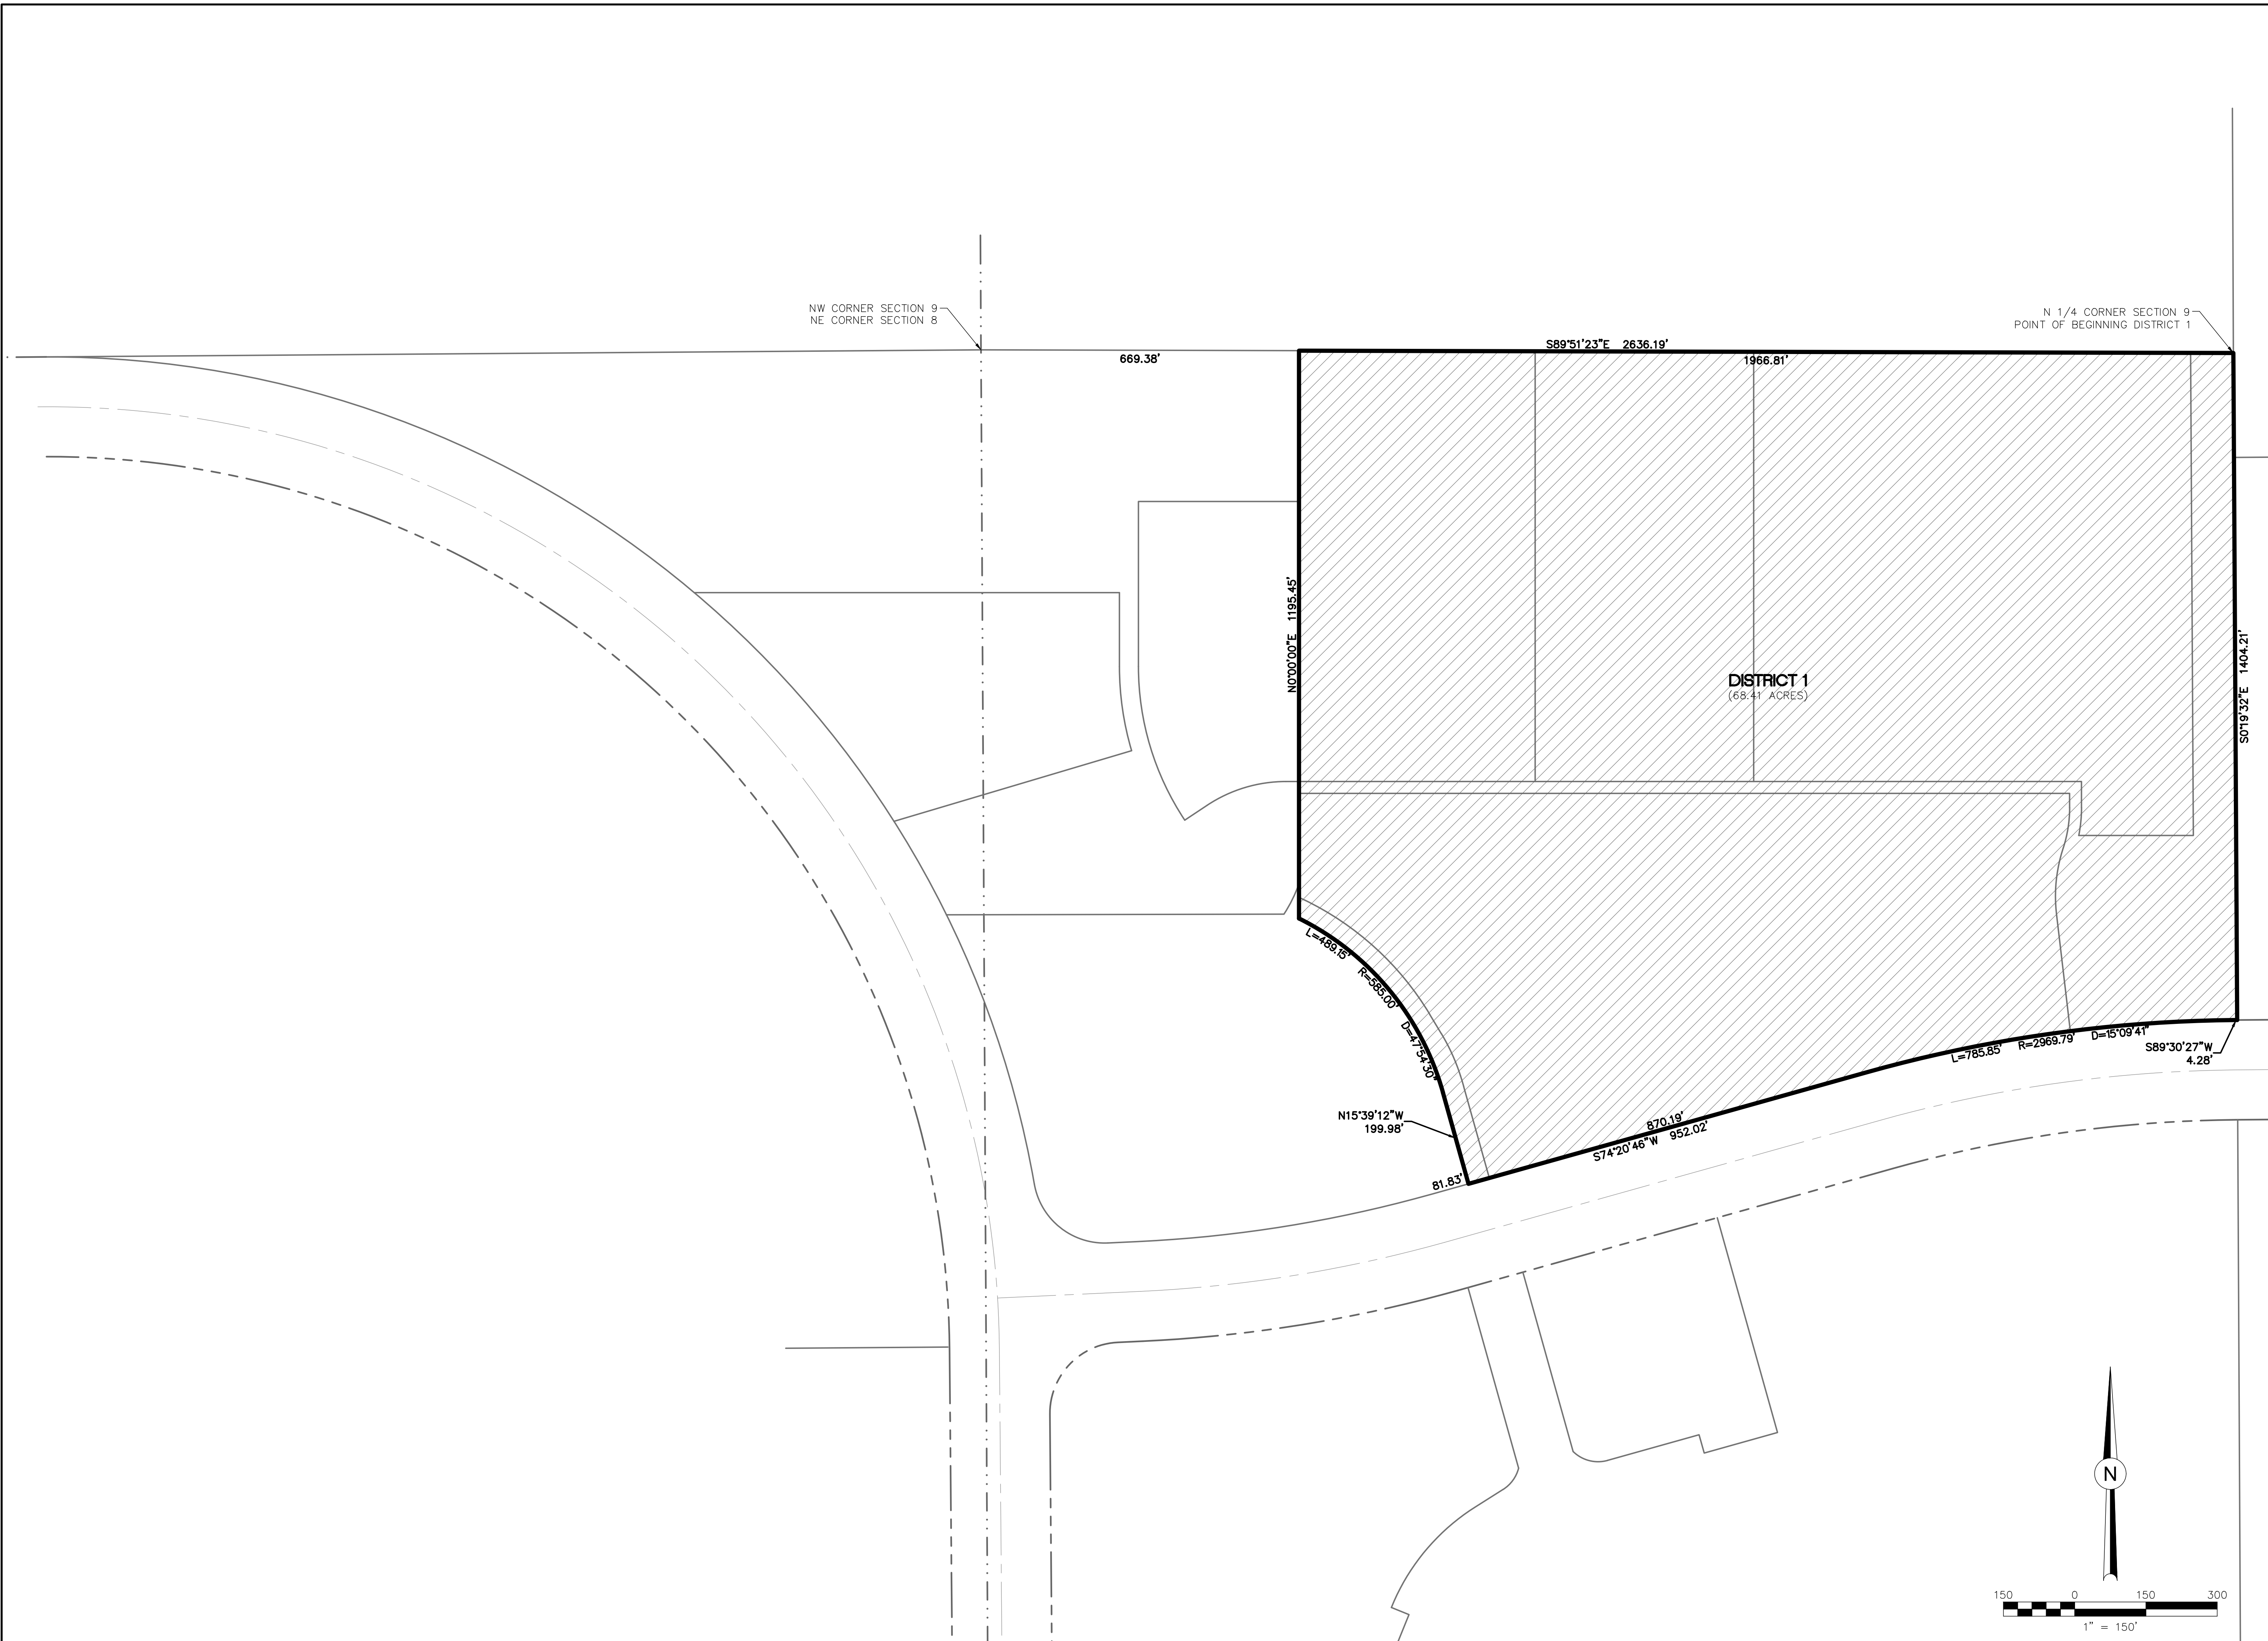 NW CORNER SECTION 9
NE CORNER SECTION 8
N 1/4 CORNER SECTION 9
POINT OF BEGINNING DISTRICT 1
S89°51'23"E 2636.19'
669.38'
1966.81'
N0°00'00"E 1195.45'
S0°19'32"E 1404.21'
DISTRICT 1
(68.41 ACRES)
L=489.15' R=585.00' D=47°54'30"
L=785.85' R=2969.79' D=15°09'41"
S89°30'27"W
4.28'
N15°39'12"W
199.98'
870.19'
S74°20'46"W 952.02'
81.83'
N
150 0 150 300
1" = 150'